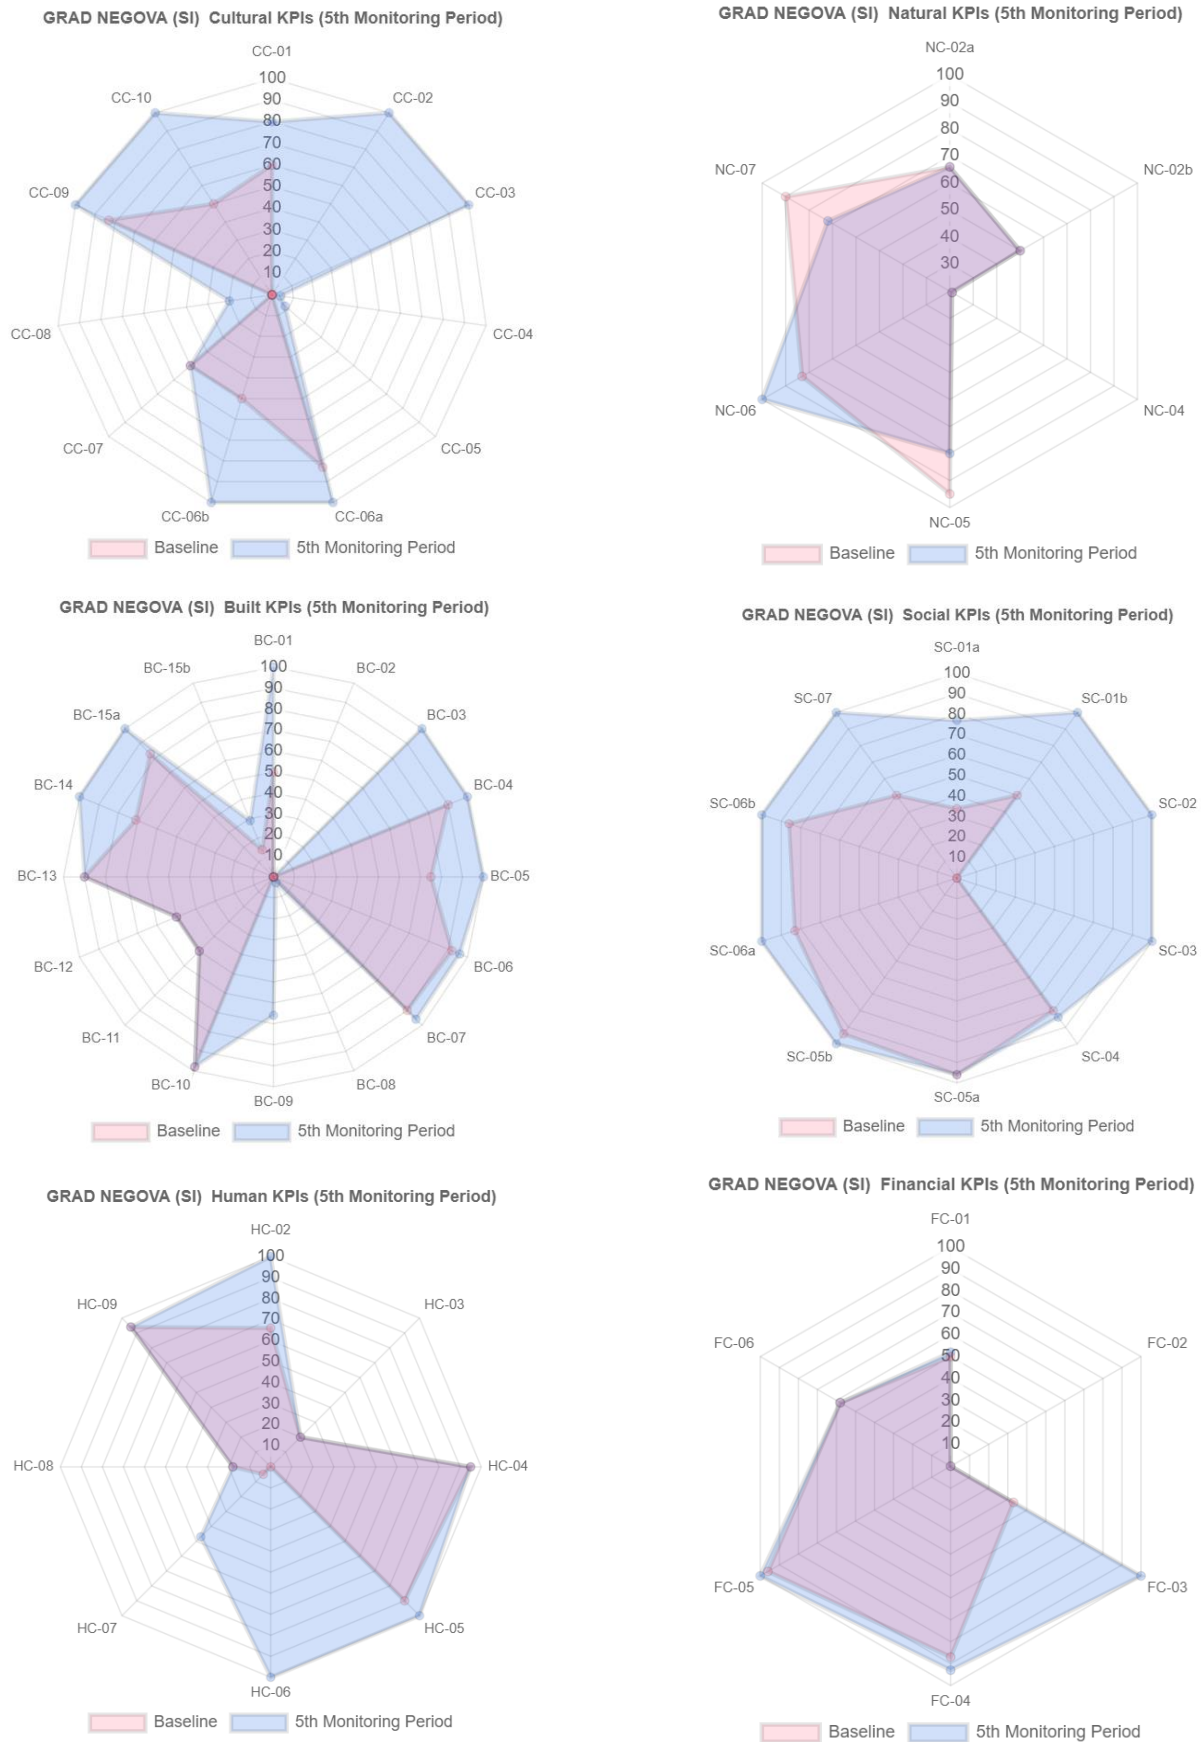 GRAD NEGOVA (SI) Cultural KPIs (5th Monitoring Period)
CC-01
100
90
80
70
60
50
40
30
20
10
CC-02
CC-03
CC-04
CC-05
CC-06a
CC-06b
CC-07
CC-08
CC-09
CC-10
Baseline
5th Monitoring Period
GRAD NEGOVA (SI) Natural KPIs (5th Monitoring Period)
NC-02a
100
90
80
70
60
50
40
30
NC-02b
NC-04
NC-05
NC-06
NC-07
Baseline
5th Monitoring Period
GRAD NEGOVA (SI) Built KPIs (5th Monitoring Period)
BC-01
100
90
80
70
60
50
40
30
20
10
BC-02
BC-03
BC-04
BC-05
BC-06
BC-07
BC-08
BC-09
BC-10
BC-11
BC-12
BC-13
BC-14
BC-15a
BC-15b
Baseline
5th Monitoring Period
GRAD NEGOVA (SI) Social KPIs (5th Monitoring Period)
SC-01a
100
90
80
70
60
50
40
30
20
10
SC-01b
SC-02
SC-03
SC-04
SC-05a
SC-05b
SC-06a
SC-06b
SC-07
Baseline
5th Monitoring Period
GRAD NEGOVA (SI) Human KPIs (5th Monitoring Period)
HC-02
100
90
80
70
60
50
40
30
20
10
HC-03
HC-04
HC-05
HC-06
HC-07
HC-08
HC-09
Baseline
5th Monitoring Period
GRAD NEGOVA (SI) Financial KPIs (5th Monitoring Period)
FC-01
100
90
80
70
60
50
40
30
20
10
FC-02
FC-03
FC-04
FC-05
FC-06
Baseline
5th Monitoring Period